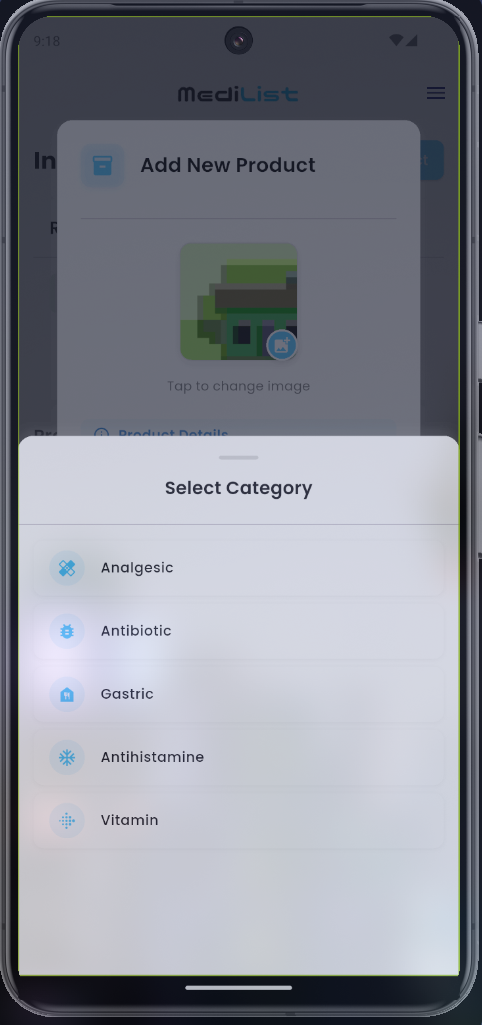 9:18
MediList
In
t
Add New Product
R
Tap to change image
Pr
Product Details
Select Category
Analgesic
Antibiotic
Gastric
Antihistamine
Vitamin